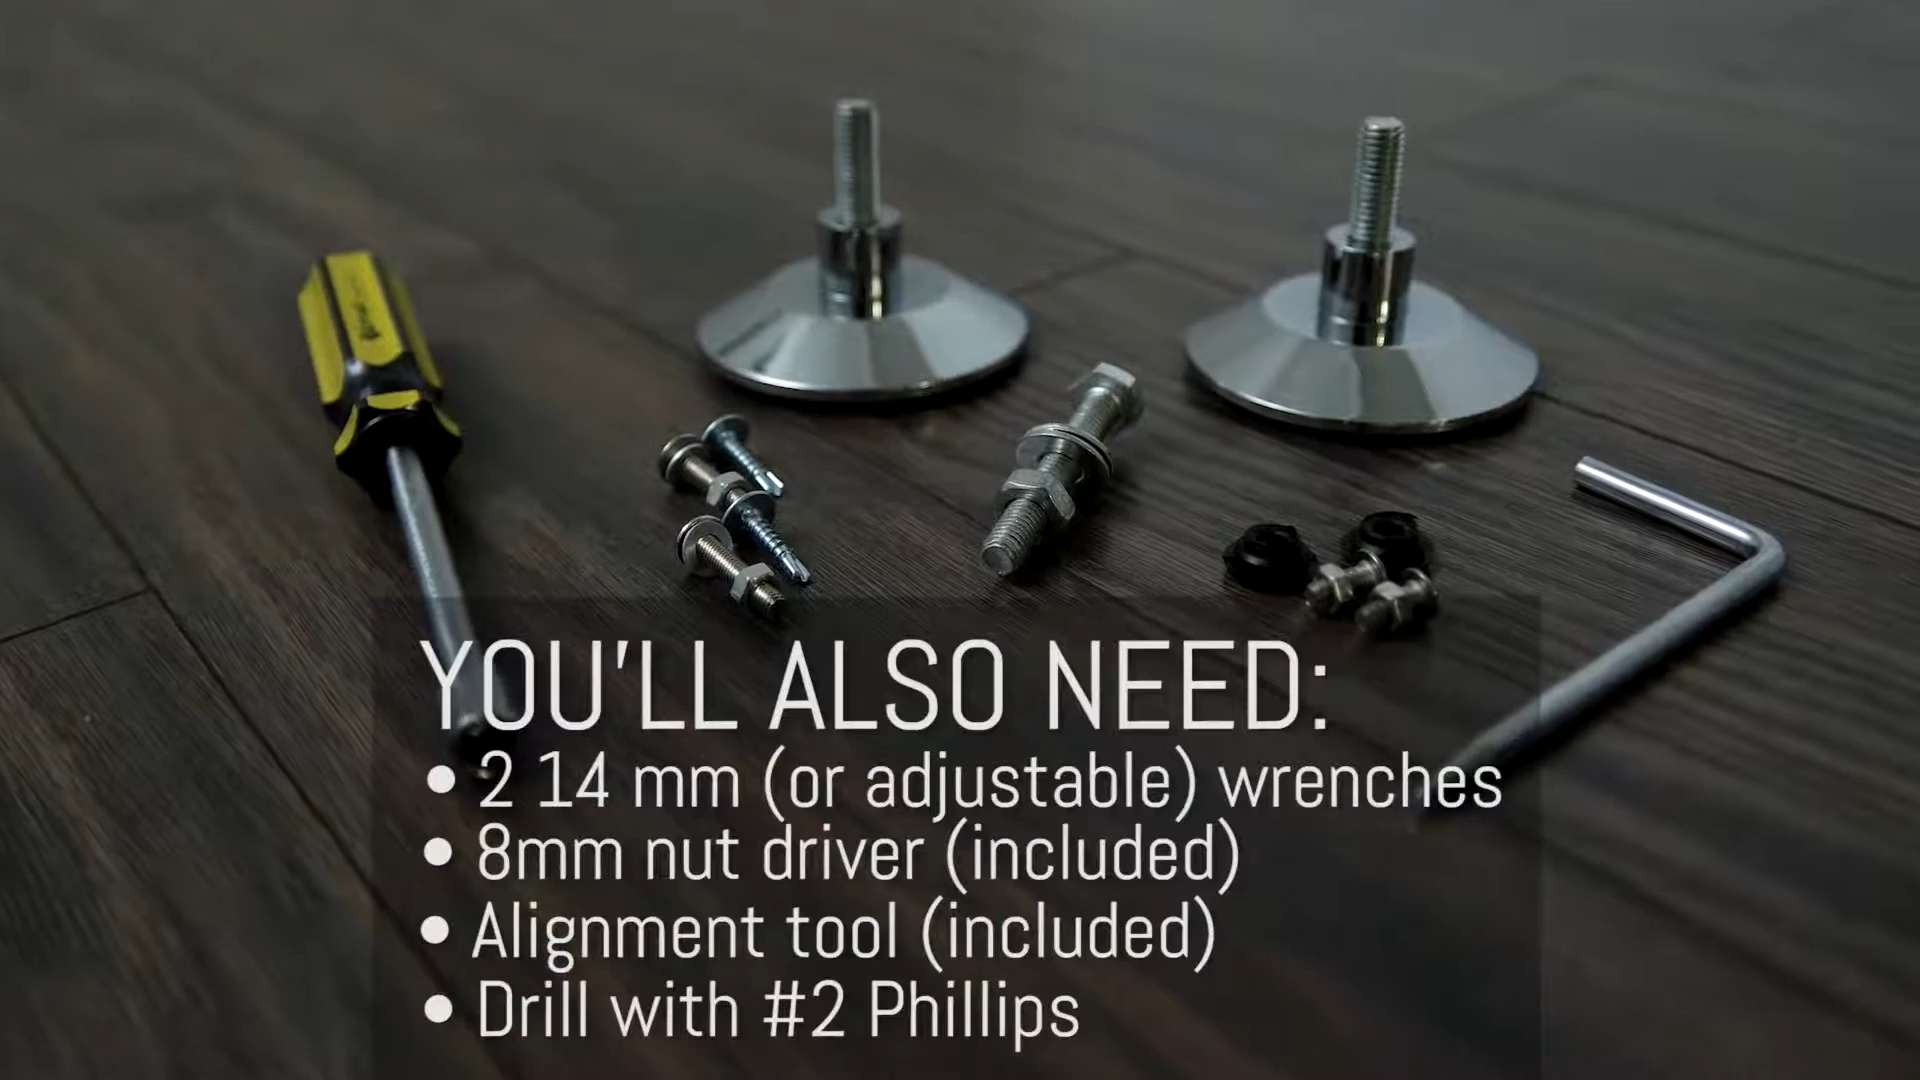 YOU'LL ALSO NEED:
• 2 14 mm (or adjustable) wrenches
• 8mm nut driver (included)
• Alignment tool (included)
• Drill with #2 Phillips